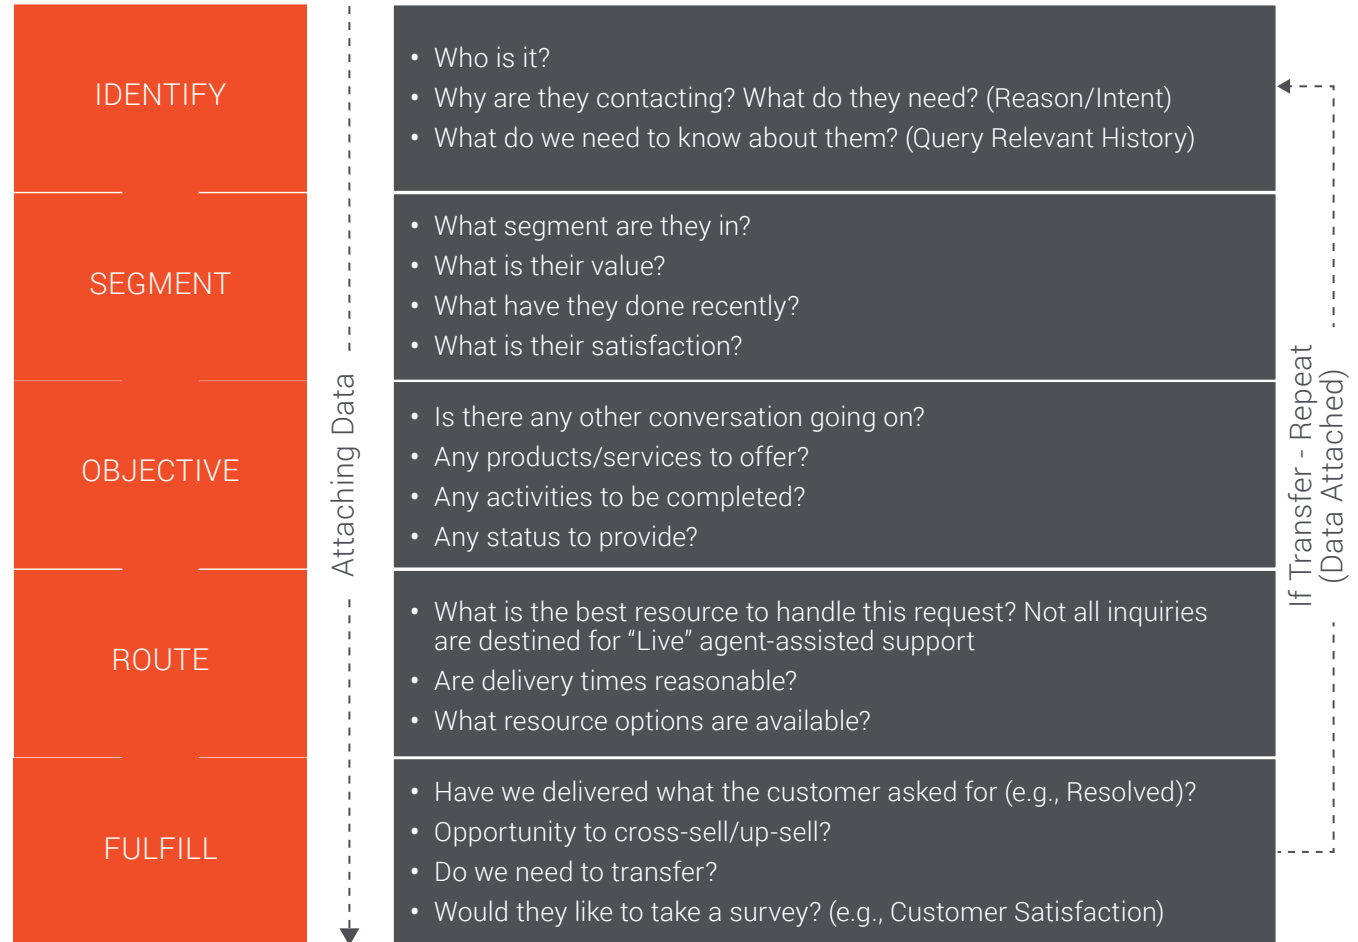 IDENTIFY
• Who is it?
• Why are they contacting? What do they need? (Reason/Intent)
• What do we need to know about them? (Query Relevant History)
SEGMENT
• What segment are they in?
• What is their value?
• What have they done recently?
• What is their satisfaction?
OBJECTIVE
• Is there any other conversation going on?
• Any products/services to offer?
• Any activities to be completed?
• Any status to provide?
ROUTE
• What is the best resource to handle this request? Not all inquiries
are destined for “Live” agent-assisted support
• Are delivery times reasonable?
• What resource options are available?
FULFILL
• Have we delivered what the customer asked for (e.g., Resolved)?
• Opportunity to cross-sell/up-sell?
• Do we need to transfer?
• Would they like to take a survey? (e.g., Customer Satisfaction)
Attaching Data
If Transfer - Repeat
(Data Attached)